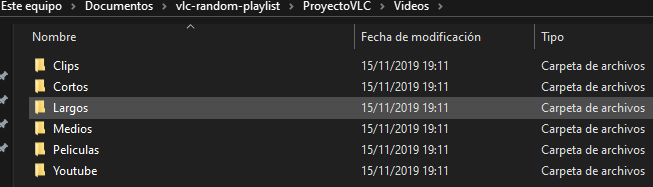 Este equipo > Documentos > vlc-random-playlist > ProyectoVLC > Videos >
Nombre Fecha de modificación Tipo
Clips 15/11/2019 19:11 Carpeta de archivos
Cortos 15/11/2019 19:11 Carpeta de archivos
Largos 15/11/2019 19:11 Carpeta de archivos
Medios 15/11/2019 19:11 Carpeta de archivos
Peliculas 15/11/2019 19:11 Carpeta de archivos
Youtube 15/11/2019 19:11 Carpeta de archivos